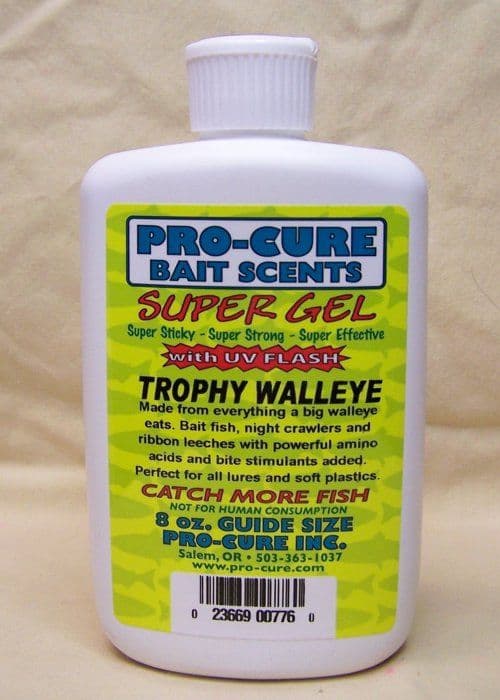 PRO-CURE
BAIT SCENTS
SUPER GEL
Super Sticky - Super Strong - Super Effective
with UV FLASH
TROPHY WALLEYE
Made from everything a big walleye
eats. Bait fish, night crawlers and
ribbon leeches with powerful amino
acids and bite stimulants added.
Perfect for all lures and soft plastics.
CATCH MORE FISH
NOT FOR HUMAN CONSUMPTION
8 oz. GUIDE SIZE
PRO-CURE INC.
Salem, OR • 503-363-1037
www.pro-cure.com
0 23669 00776 0